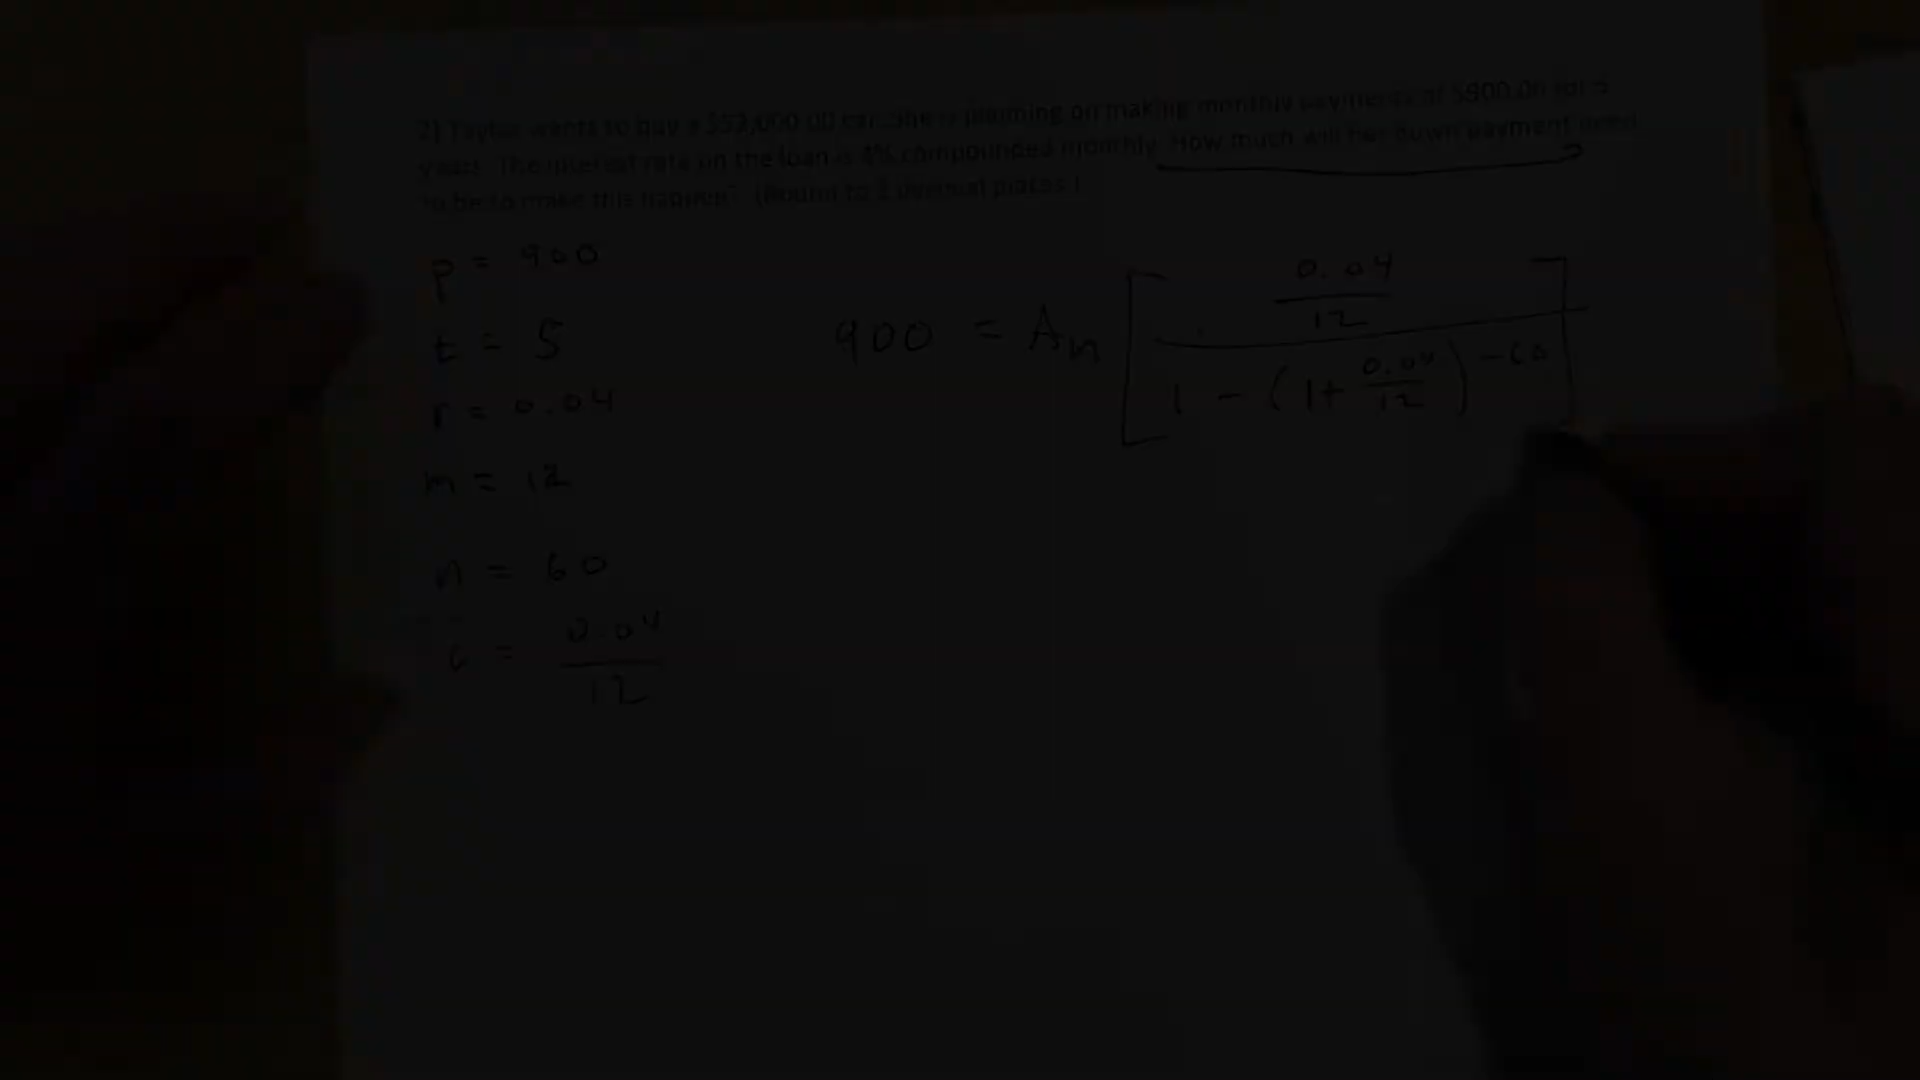 2) Taylor wants to buy a $53,000.00 car. She is planning on making monthly payments of $900.00 for 5
years. The interest rate on the loan is 4% compounded monthly. How much will her down payment need
to be to make this happen? (Round to 2 decimal places.)
p = 900
t = 5
r = 0.04
m = 12
n = 60
i = 0.04 / 12
900 = An [ (0.04 / 12) / (1 - (1 + 0.04 / 12)^-60) ]